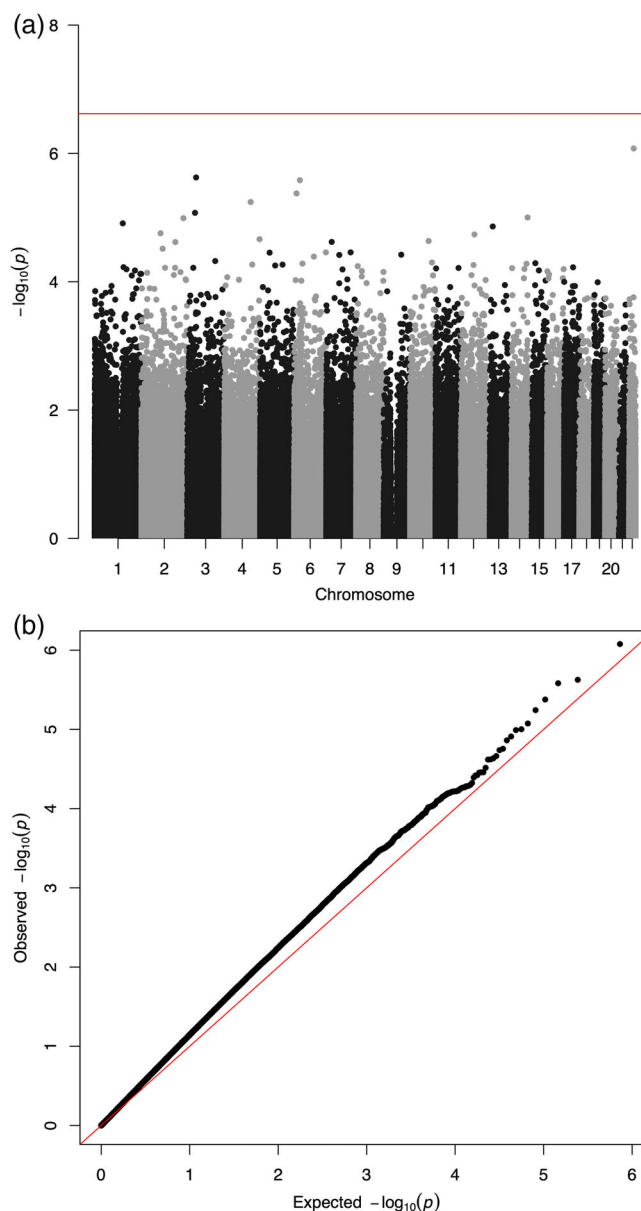 (a)
8
6
4
2
0
−log10(p)
1 2 3 4 5 6 7 8 9 11 13 15 17 20
Chromosome
(b)
6
5
4
3
2
1
0
Observed −log10(p)
0 1 2 3 4 5 6
Expected −log10(p)